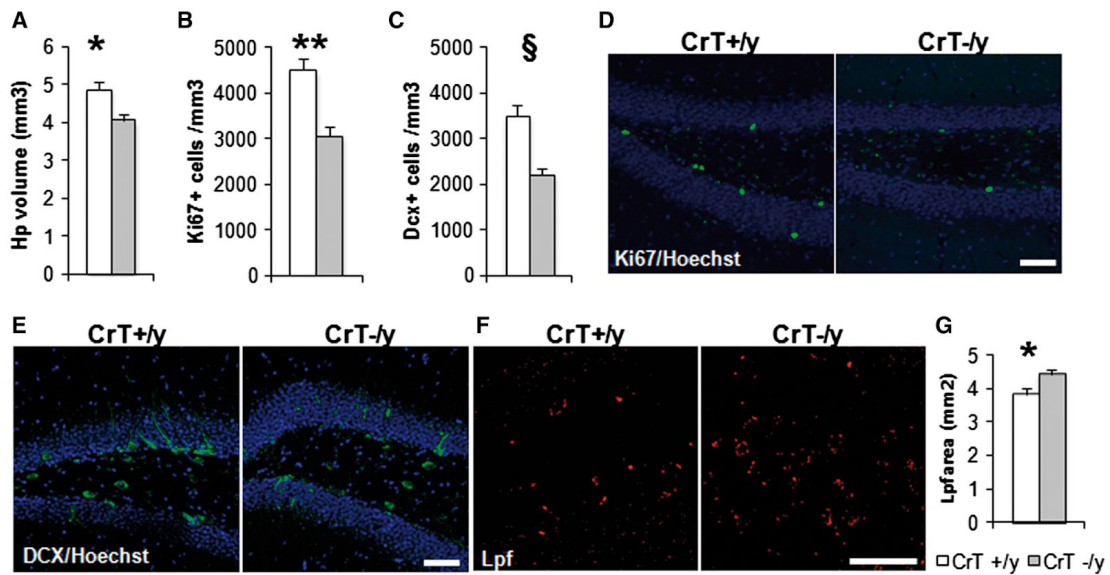 A
Hp volume (mm3)
6
5
4
3
2
1
0
*
B
Ki67+ cells /mm3
5000
4000
3000
2000
1000
0
**
C
Dcx+ cells /mm3
5000
4000
3000
2000
1000
0
§
D
CrT+/y
CrT-/y
Ki67/Hoechst
E
CrT+/y
CrT-/y
DCX/Hoechst
F
CrT+/y
CrT-/y
Lpf
G
Lpf area (mm2)
5
4
3
2
1
0
*
CrT +/y
CrT -/y